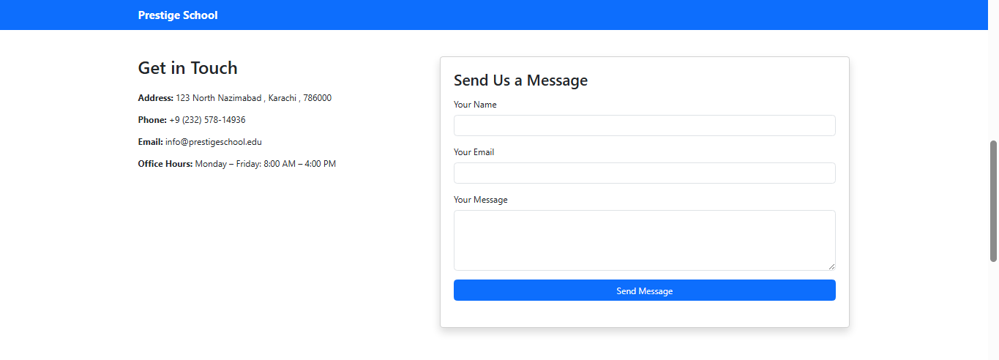 Prestige School
Get in Touch
Address: 123 North Nazimabad , Karachi , 786000
Phone: +9 (232) 578-14936
Email: info@prestigeschool.edu
Office Hours: Monday – Friday: 8:00 AM – 4:00 PM
Send Us a Message
Your Name
Your Email
Your Message
Send Message